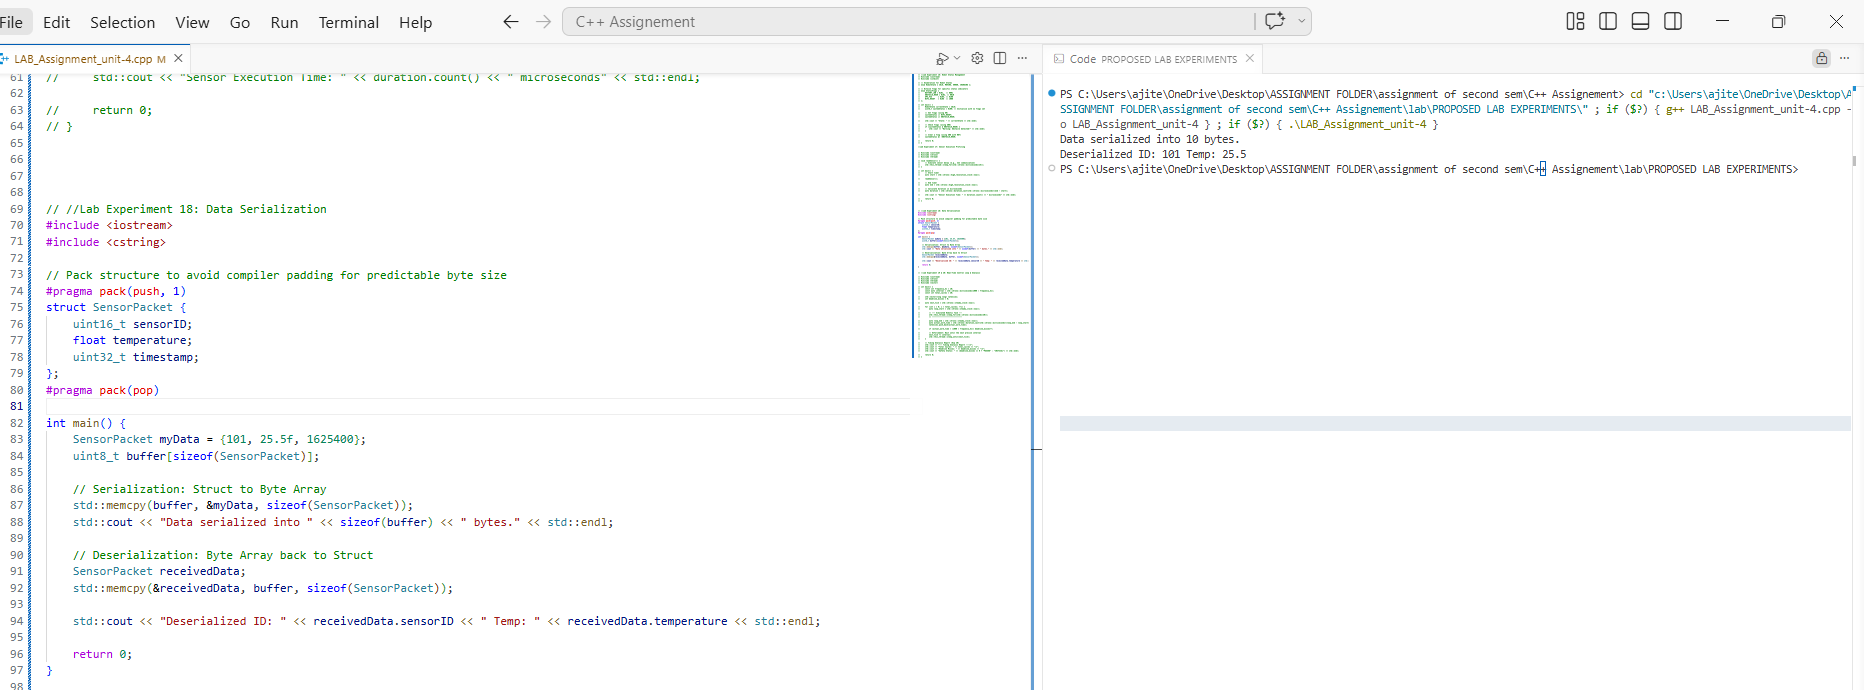 File Edit Selection View Go Run Terminal Help
C++ Assignement
LAB_Assignment_unit-4.cpp M
61 //     std::cout << "Sensor Execution Time: " << duration.count() << " microseconds" << std::endl;
62
63 //     return 0;
64 // }
65
66
67
68
69 // //Lab Experiment 18: Data Serialization
70 #include <iostream>
71 #include <cstring>
72
73 // Pack structure to avoid compiler padding for predictable byte size
74 #pragma pack(push, 1)
75 struct SensorPacket {
76     uint16_t sensorID;
77     float temperature;
78     uint32_t timestamp;
79 };
80 #pragma pack(pop)
81
82 int main() {
83     SensorPacket myData = {101, 25.5f, 1625400};
84     uint8_t buffer[sizeof(SensorPacket)];
85
86     // Serialization: Struct to Byte Array
87     std::memcpy(buffer, &myData, sizeof(SensorPacket));
88     std::cout << "Data serialized into " << sizeof(buffer) << " bytes." << std::endl;
89
90     // Deserialization: Byte Array back to Struct
91     SensorPacket receivedData;
92     std::memcpy(&receivedData, buffer, sizeof(SensorPacket));
93
94     std::cout << "Deserialized ID: " << receivedData.sensorID << " Temp: " << receivedData.temperature << std::endl;
95
96     return 0;
97 }
98
Code PROPOSED LAB EXPERIMENTS
PS C:\Users\ajite\OneDrive\Desktop\ASSIGNMENT FOLDER\assignment of second sem\C++ Assignement> cd "c:\Users\ajite\OneDrive\Desktop\A
SSIGNMENT FOLDER\assignment of second sem\C++ Assignement\lab\PROPOSED LAB EXPERIMENTS\" ; if ($?) { g++ LAB_Assignment_unit-4.cpp -
o LAB_Assignment_unit-4 } ; if ($?) { .\LAB_Assignment_unit-4 }
Data serialized into 10 bytes.
Deserialized ID: 101 Temp: 25.5
PS C:\Users\ajite\OneDrive\Desktop\ASSIGNMENT FOLDER\assignment of second sem\C++ Assignement\lab\PROPOSED LAB EXPERIMENTS>